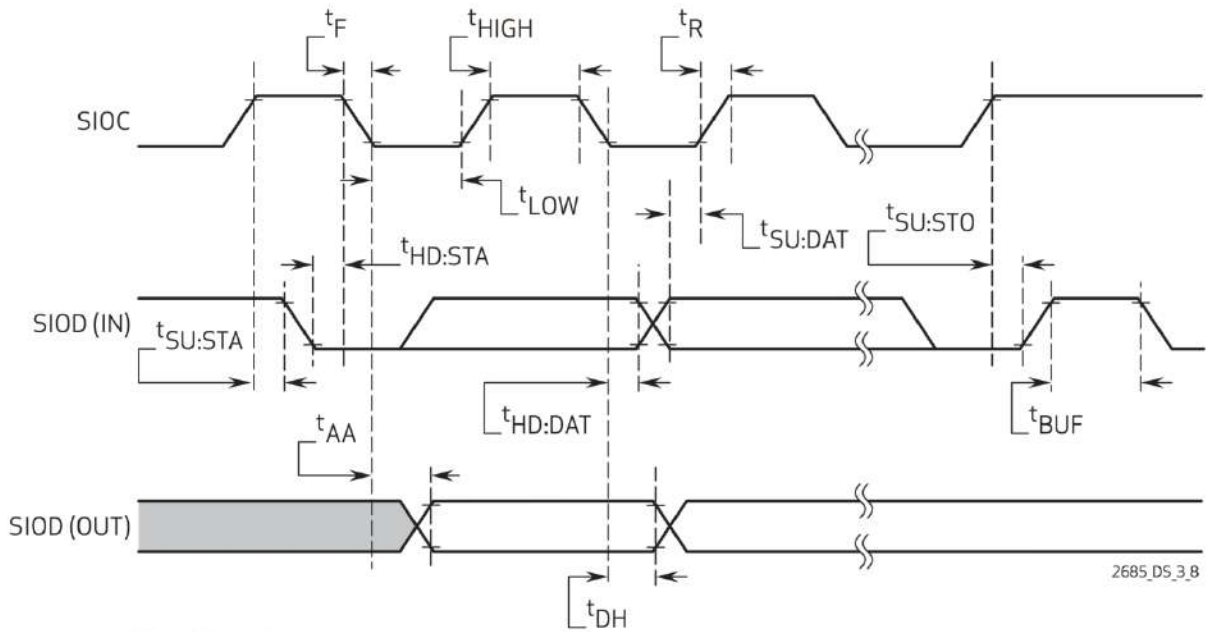 tF
tHIGH
tR
SIOC
tLOW
tSU:DAT
tSU:STO
tHD:STA
SIOD (IN)
tSU:STA
tHD:DAT
tBUF
tAA
SIOD (OUT)
2685_DS_3_8
tDH